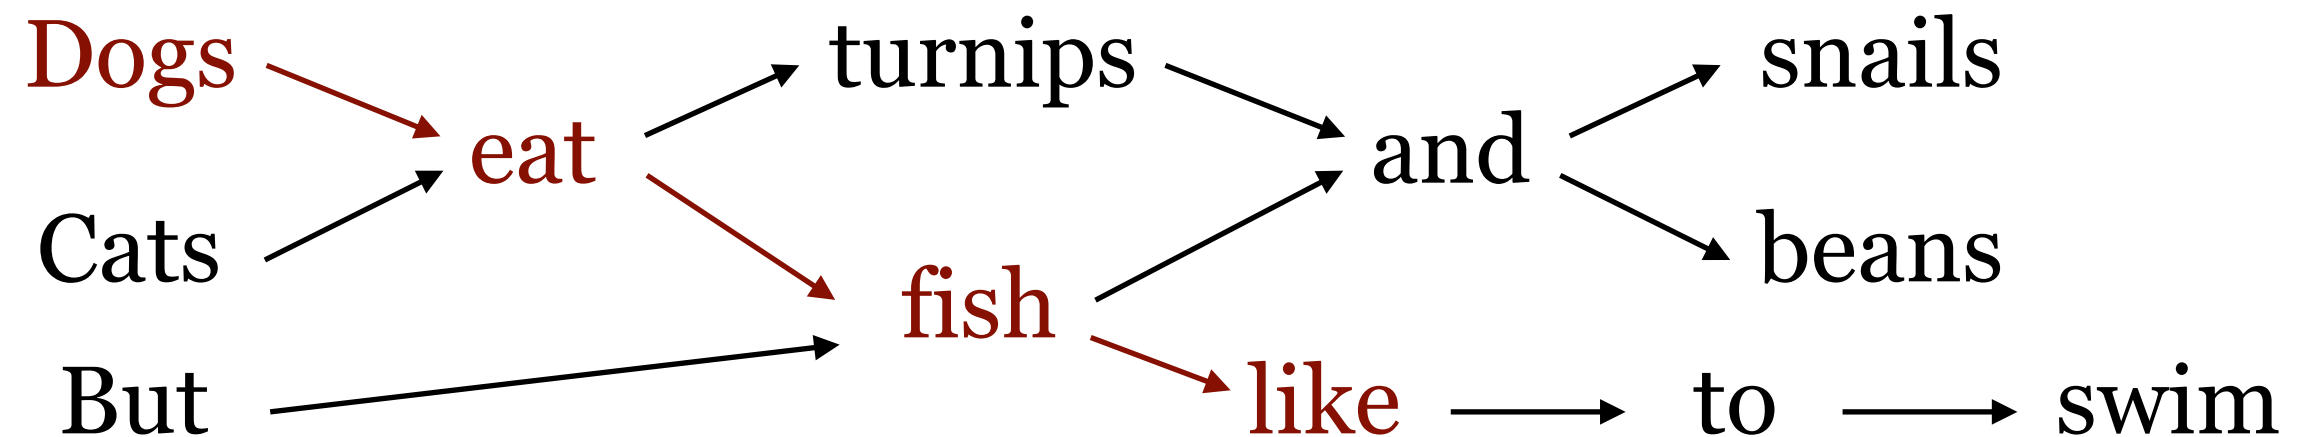 Dogs turnips snails
eat and
Cats beans
fish
But like to swim